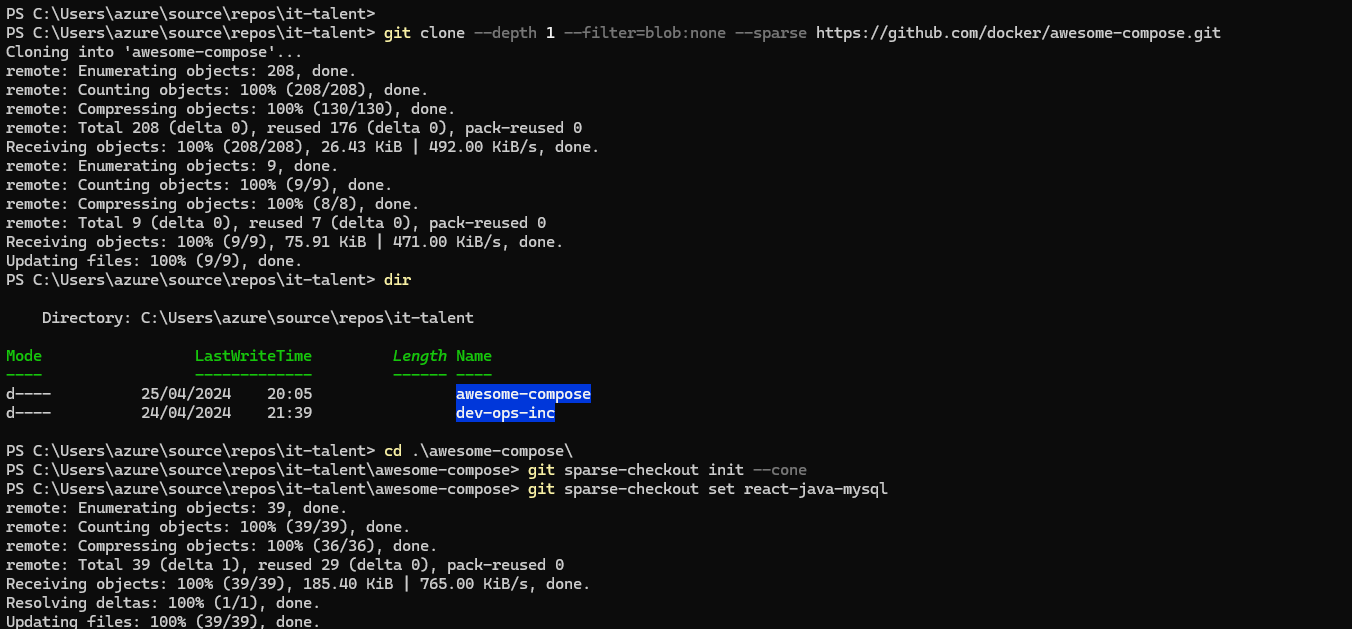 PS C:\Users\azure\source\repos\it-talent>
PS C:\Users\azure\source\repos\it-talent> git clone --depth 1 --filter=blob:none --sparse https://github.com/docker/awesome-compose.git
Cloning into 'awesome-compose'...
remote: Enumerating objects: 208, done.
remote: Counting objects: 100% (208/208), done.
remote: Compressing objects: 100% (130/130), done.
remote: Total 208 (delta 0), reused 176 (delta 0), pack-reused 0
Receiving objects: 100% (208/208), 26.43 KiB | 492.00 KiB/s, done.
remote: Enumerating objects: 9, done.
remote: Counting objects: 100% (9/9), done.
remote: Compressing objects: 100% (8/8), done.
remote: Total 9 (delta 0), reused 7 (delta 0), pack-reused 0
Receiving objects: 100% (9/9), 75.91 KiB | 471.00 KiB/s, done.
Updating files: 100% (9/9), done.
PS C:\Users\azure\source\repos\it-talent> dir
    Directory: C:\Users\azure\source\repos\it-talent
Mode                 LastWriteTime         Length Name
----                 -------------         ------ ----
d----          25/04/2024    20:05                awesome-compose
d----          24/04/2024    21:39                dev-ops-inc
PS C:\Users\azure\source\repos\it-talent> cd .\awesome-compose\
PS C:\Users\azure\source\repos\it-talent\awesome-compose> git sparse-checkout init --cone
PS C:\Users\azure\source\repos\it-talent\awesome-compose> git sparse-checkout set react-java-mysql
remote: Enumerating objects: 39, done.
remote: Counting objects: 100% (39/39), done.
remote: Compressing objects: 100% (36/36), done.
remote: Total 39 (delta 1), reused 29 (delta 0), pack-reused 0
Receiving objects: 100% (39/39), 185.40 KiB | 765.00 KiB/s, done.
Resolving deltas: 100% (1/1), done.
Updating files: 100% (39/39), done.